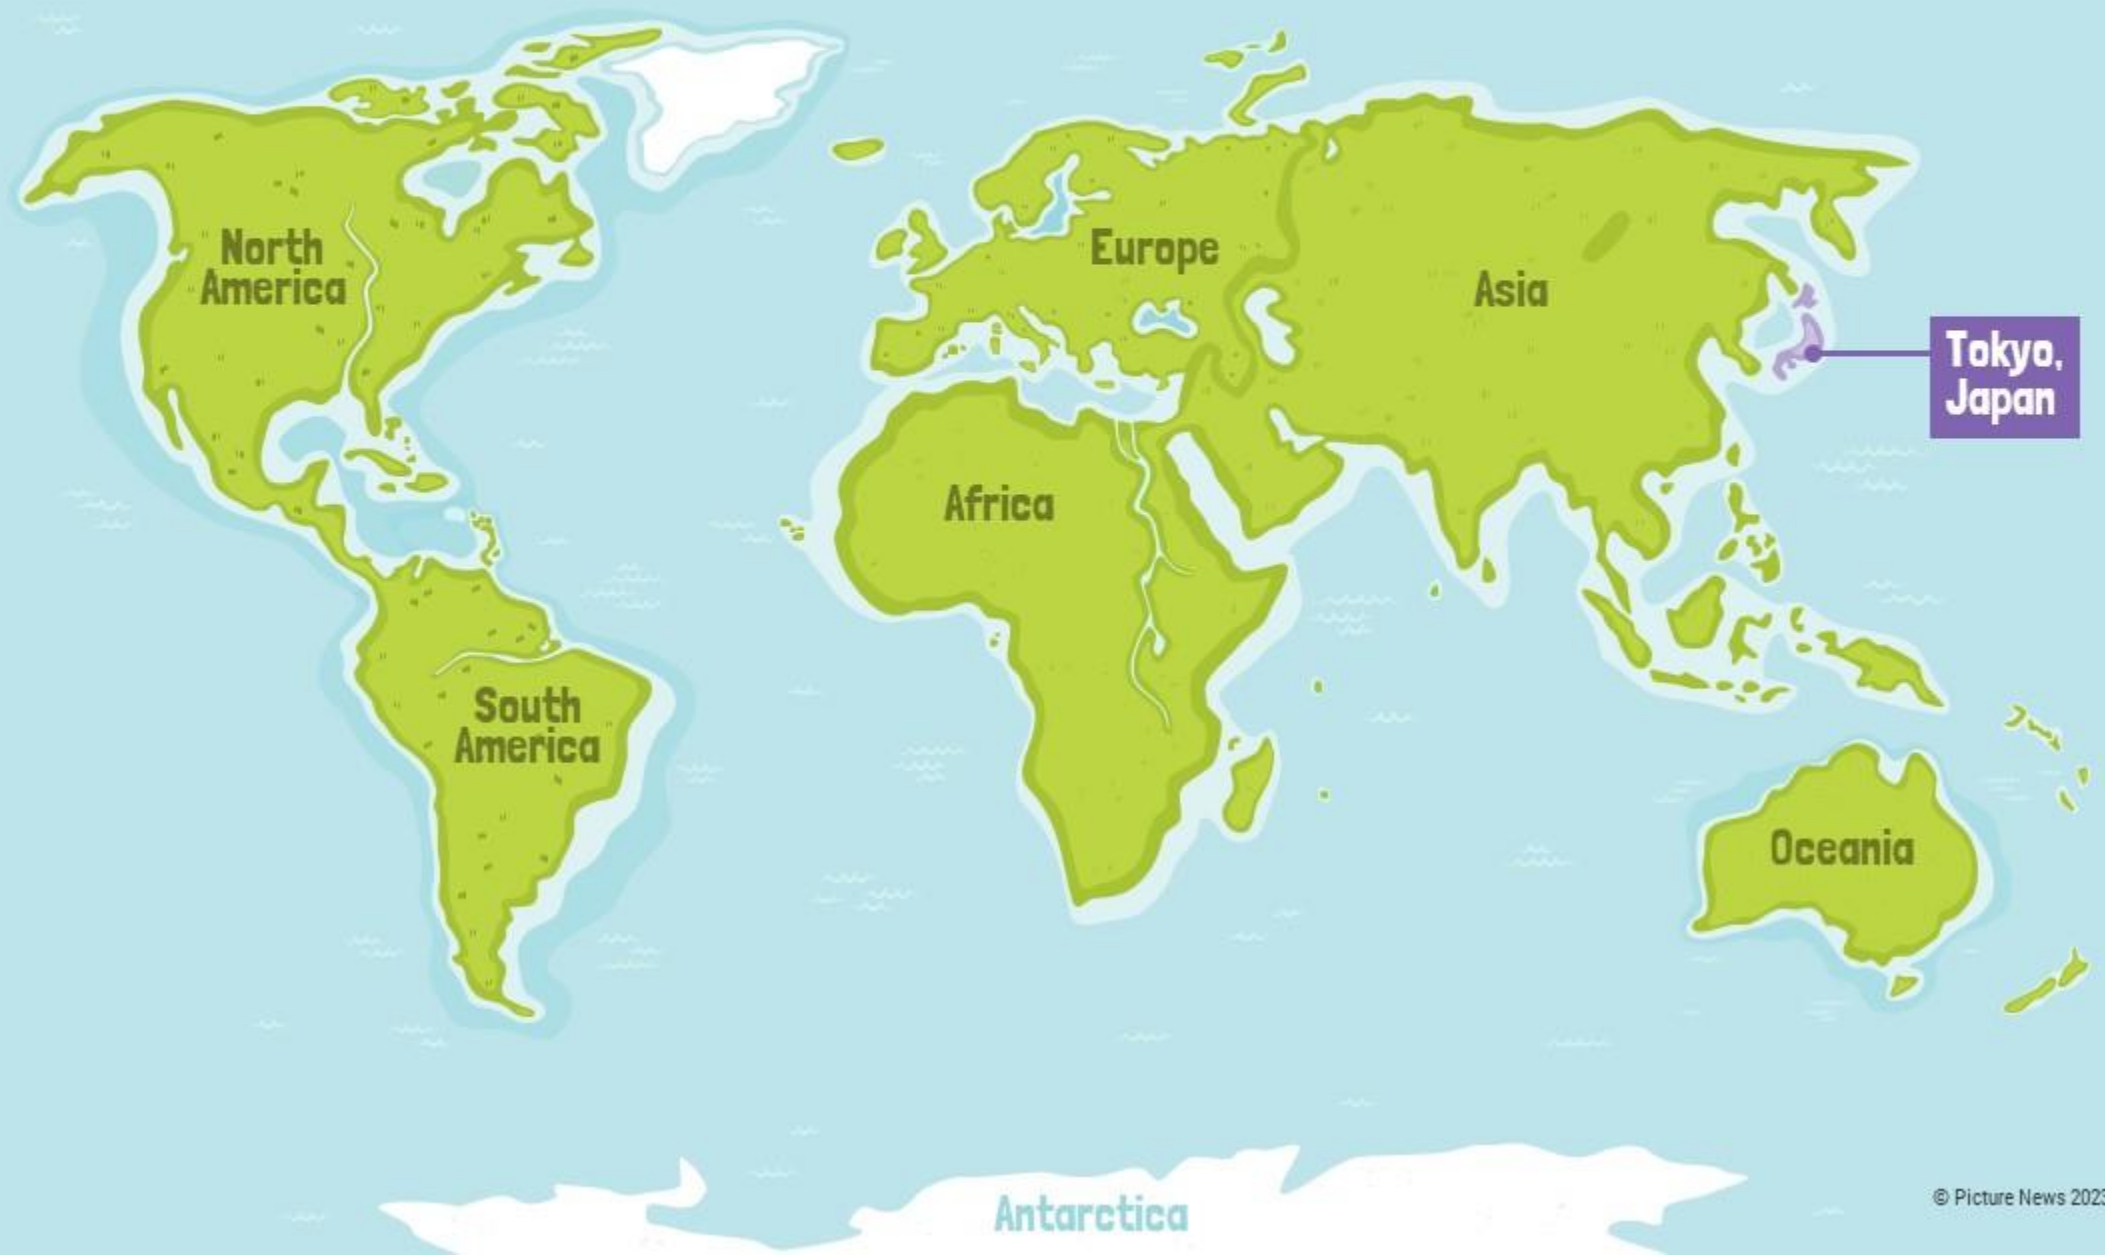 North
America
Europe
Asia
Tokyo,
Japan
Africa
South
America
Oceania
Antarctica
© Picture News 2023